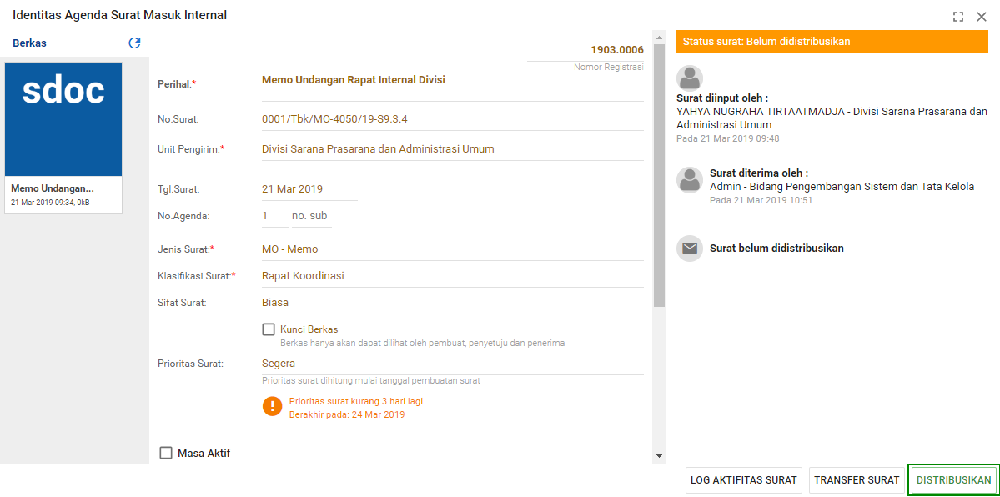 Identitas Agenda Surat Masuk Internal
Berkas
sdoc
Memo Undangan...
21 Mar 2019 09:34, 0kB
1903.0006
Nomor Registrasi
Perihal:* Memo Undangan Rapat Internal Divisi
No.Surat: 0001/Tbk/MO-4050/19-S9.3.4
Unit Pengirim:* Divisi Sarana Prasarana dan Administrasi Umum
Tgl.Surat: 21 Mar 2019
No.Agenda: 1 no. sub
Jenis Surat:* MO - Memo
Klasifikasi Surat:* Rapat Koordinasi
Sifat Surat: Biasa
Kunci Berkas
Berkas hanya akan dapat dilihat oleh pembuat, penyetuju dan penerima
Prioritas Surat: Segera
Prioritas surat dihitung mulai tanggal pembuatan surat
Prioritas surat kurang 3 hari lagi
Berakhir pada: 24 Mar 2019
Masa Aktif
Status surat: Belum didistribusikan
Surat diinput oleh :
YAHYA NUGRAHA TIRTAATMADJA - Divisi Sarana Prasarana dan
Administrasi Umum
Pada 21 Mar 2019 09:48
Surat diterima oleh :
Admin - Bidang Pengembangan Sistem dan Tata Kelola
Pada 21 Mar 2019 10:51
Surat belum didistribusikan
LOG AKTIFITAS SURAT TRANSFER SURAT DISTRIBUSIKAN